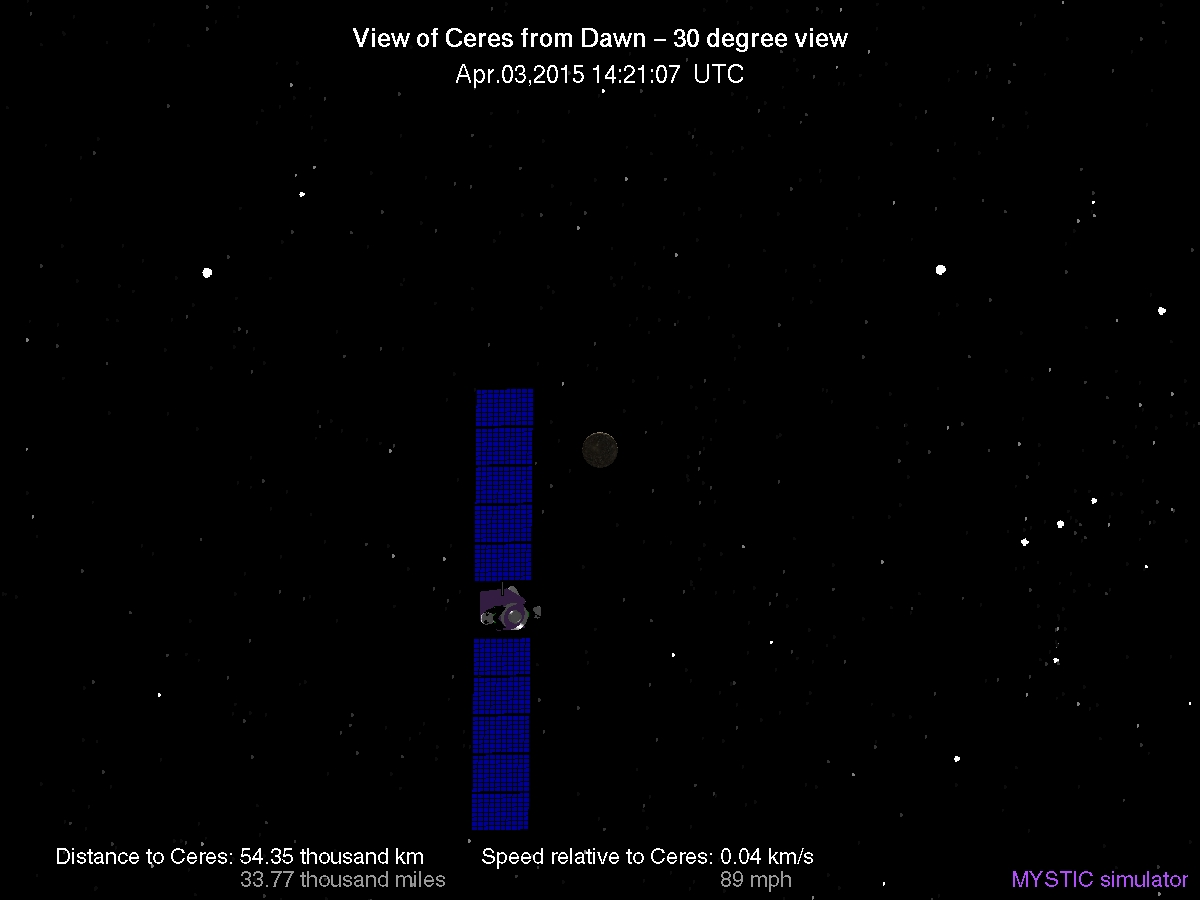 View of Ceres from Dawn – 30 degree view
Apr.03,2015 14:21:07 UTC
Distance to Ceres: 54.35 thousand km
33.77 thousand miles
Speed relative to Ceres: 0.04 km/s
89 mph
MYSTIC simulator